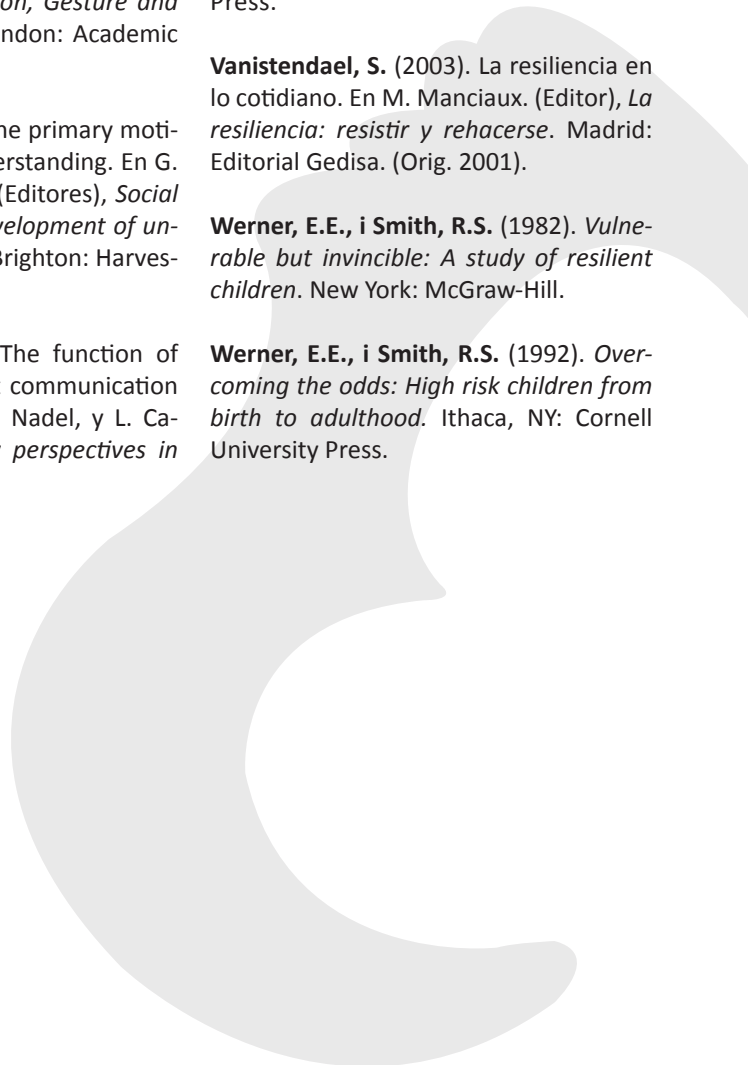 on, Gesture and
ndon: Academic
ne primary moti-
erstanding. En G.
(Editores), Social
velopment of un-
Brighton: Harves-
The function of
communication
Nadel, y L. Ca-
perspectives in
Press.
Vanistendael, S. (2003). La resiliencia en
lo cotidiano. En M. Manciaux. (Editor), La
resiliencia: resistir y rehacerse. Madrid:
Editorial Gedisa. (Orig. 2001).
Werner, E.E., i Smith, R.S. (1982). Vulne-
rable but invincible: A study of resilient
children. New York: McGraw-Hill.
Werner, E.E., i Smith, R.S. (1992). Over-
coming the odds: High risk children from
birth to adulthood. Ithaca, NY: Cornell
University Press.